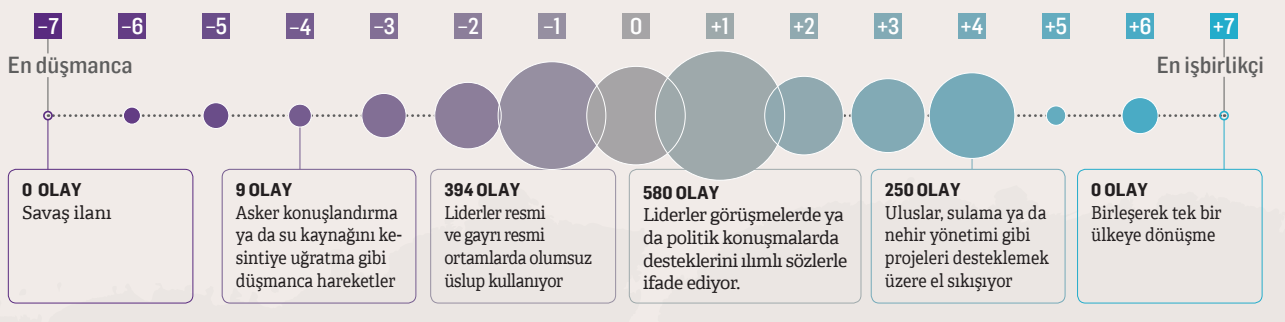 –7 –6 –5 –4 –3 –2 –1 0 +1 +2 +3 +4 +5 +6 +7
En düşmanca
En işbirlikçi
0 OLAY
Savaş ilanı
9 OLAY
Asker konuşlandırma
ya da su kaynağını ke-
sintiye uğratma gibi
düşmanca hareketler
394 OLAY
Liderler resmi
ve gayrı resmi
ortamlarda olumsuz
üslup kullanıyor
580 OLAY
Liderler görüşmelerde ya
da politik konuşmalarda
desteklerini ılımlı sözlerle
ifade ediyor.
250 OLAY
Uluslar, sulama ya da
nehir yönetimi gibi
projeleri desteklemek
üzere el sıkışıyor
0 OLAY
Birleşerek tek bir
ülkeye dönüşme